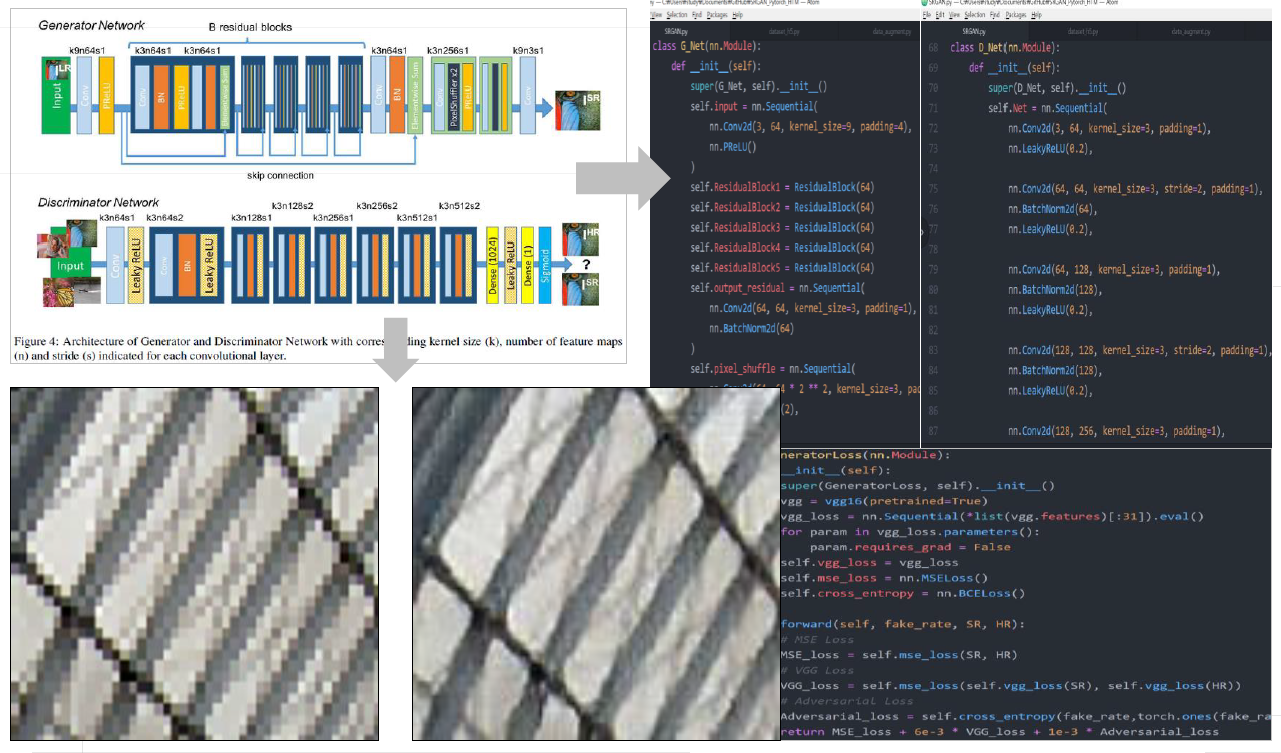 Generator Network
B residual blocks
k9n64s1
k3n64s1
k3n64s1
k3n64s1
k3n256s1
k9n3s1
LR
Input
Conv
PReLU
Conv
BN
PReLU
Conv
BN
Elementwise Sum
Conv
BN
Elementwise Sum
Conv
PixelShuffler x2
PReLU
Conv
SR
skip connection
Discriminator Network
k3n128s2
k3n256s2
k3n512s2
k3n64s1
k3n64s2
k3n128s1
k3n256s1
k3n512s1
Input
Conv
Leaky ReLU
Conv
BN
Leaky ReLU
Dense (1024)
Leaky ReLU
Dense (1)
Sigmoid
HR
?
SR
Figure 4: Architecture of Generator and Discriminator Network with corres ding kernel size (k), number of feature maps
(n) and stride (s) indicated for each convolutional layer.
View Selection Find Packages Help
SRGAN.py
data_augment.py
class G_Net(nn.Module):
def __init__(self):
super(G_Net, self).__init__()
self.input = nn.Sequential(
nn.Conv2d(3, 64, kernel_size=9, padding=4),
nn.PReLU()
)
self.ResidualBlock1 = ResidualBlock(64)
self.ResidualBlock2 = ResidualBlock(64)
self.ResidualBlock3 = ResidualBlock(64)
self.ResidualBlock4 = ResidualBlock(64)
self.ResidualBlock5 = ResidualBlock(64)
self.output_residual = nn.Sequential(
nn.Conv2d(64, 64, kernel_size=3, padding=1),
nn.BatchNorm2d(64)
)
self.pixel_shuffle = nn.Sequential(
* 2 ** 2, kernel_size=3, pad
(2),
File Edit View Selection Find Packages Help
SRGAN.py
data_augment.py
68 class D_Net(nn.Module):
69 def __init__(self):
70 super(D_Net, self).__init__()
71 self.Net = nn.Sequential(
72 nn.Conv2d(3, 64, kernel_size=3, padding=1),
73 nn.LeakyReLU(0.2),
74
75 nn.Conv2d(64, 64, kernel_size=3, stride=2, padding=1),
76 nn.BatchNorm2d(64),
77 nn.LeakyReLU(0.2),
78
79 nn.Conv2d(64, 128, kernel_size=3, padding=1),
80 nn.BatchNorm2d(128),
81 nn.LeakyReLU(0.2),
82
83 nn.Conv2d(128, 128, kernel_size=3, stride=2, padding=1),
84 nn.BatchNorm2d(128),
85 nn.LeakyReLU(0.2),
86
87 nn.Conv2d(128, 256, kernel_size=3, padding=1),
neratorLoss(nn.Module):
__init__(self):
super(GeneratorLoss, self).__init__()
vgg = vgg16(pretrained=True)
vgg_loss = nn.Sequential(*list(vgg.features)[:31]).eval()
for param in vgg_loss.parameters():
param.requires_grad = False
self.vgg_loss = vgg_loss
self.mse_loss = nn.MSELoss()
self.cross_entropy = nn.BCELoss()
forward(self, fake_rate, SR, HR):
# MSE Loss
MSE_loss = self.mse_loss(SR, HR)
# VGG Loss
VGG_loss = self.mse_loss(self.vgg_loss(SR), self.vgg_loss(HR))
# Adversarial Loss
Adversarial_loss = self.cross_entropy(fake_rate,torch.ones(fake_ra
return MSE_loss + 6e-3 * VGG_loss + 1e-3 * Adversarial_loss